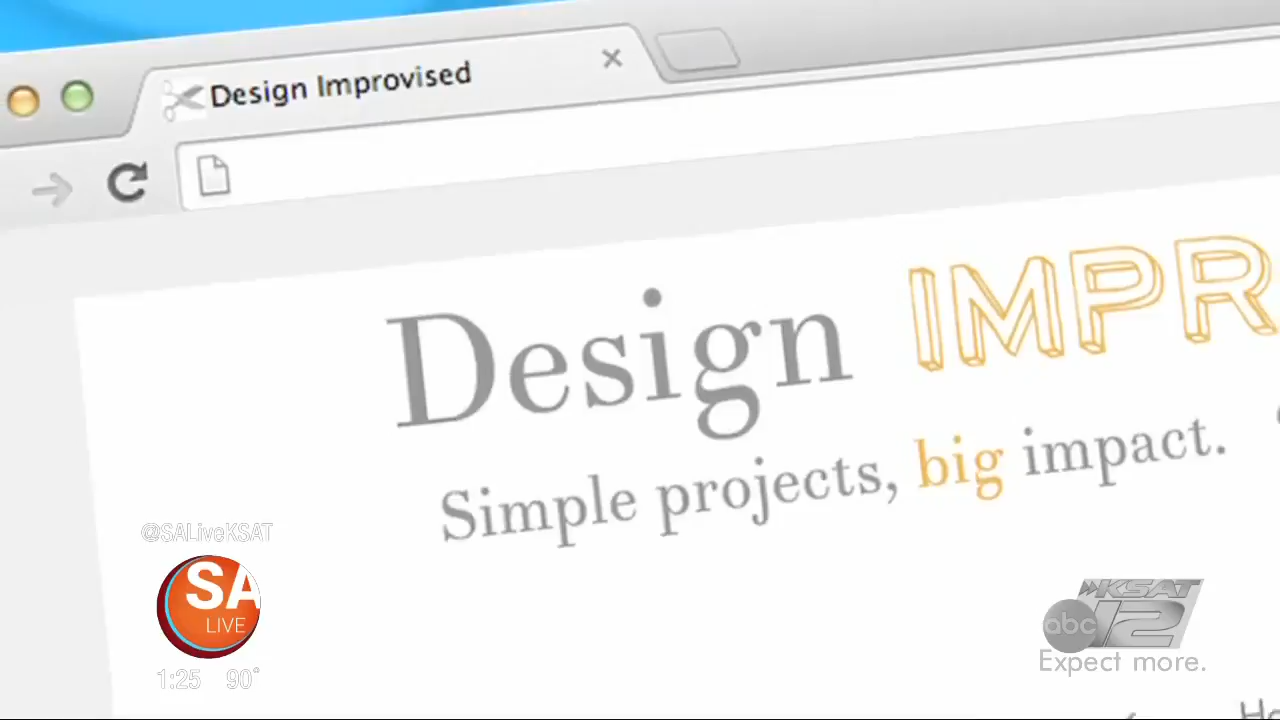 Design Improvised
Design IMPR
Simple projects, big impact.
@SALiveKSAT
SA
LIVE
1:25 90°
KSAT
abc 12
Expect more.